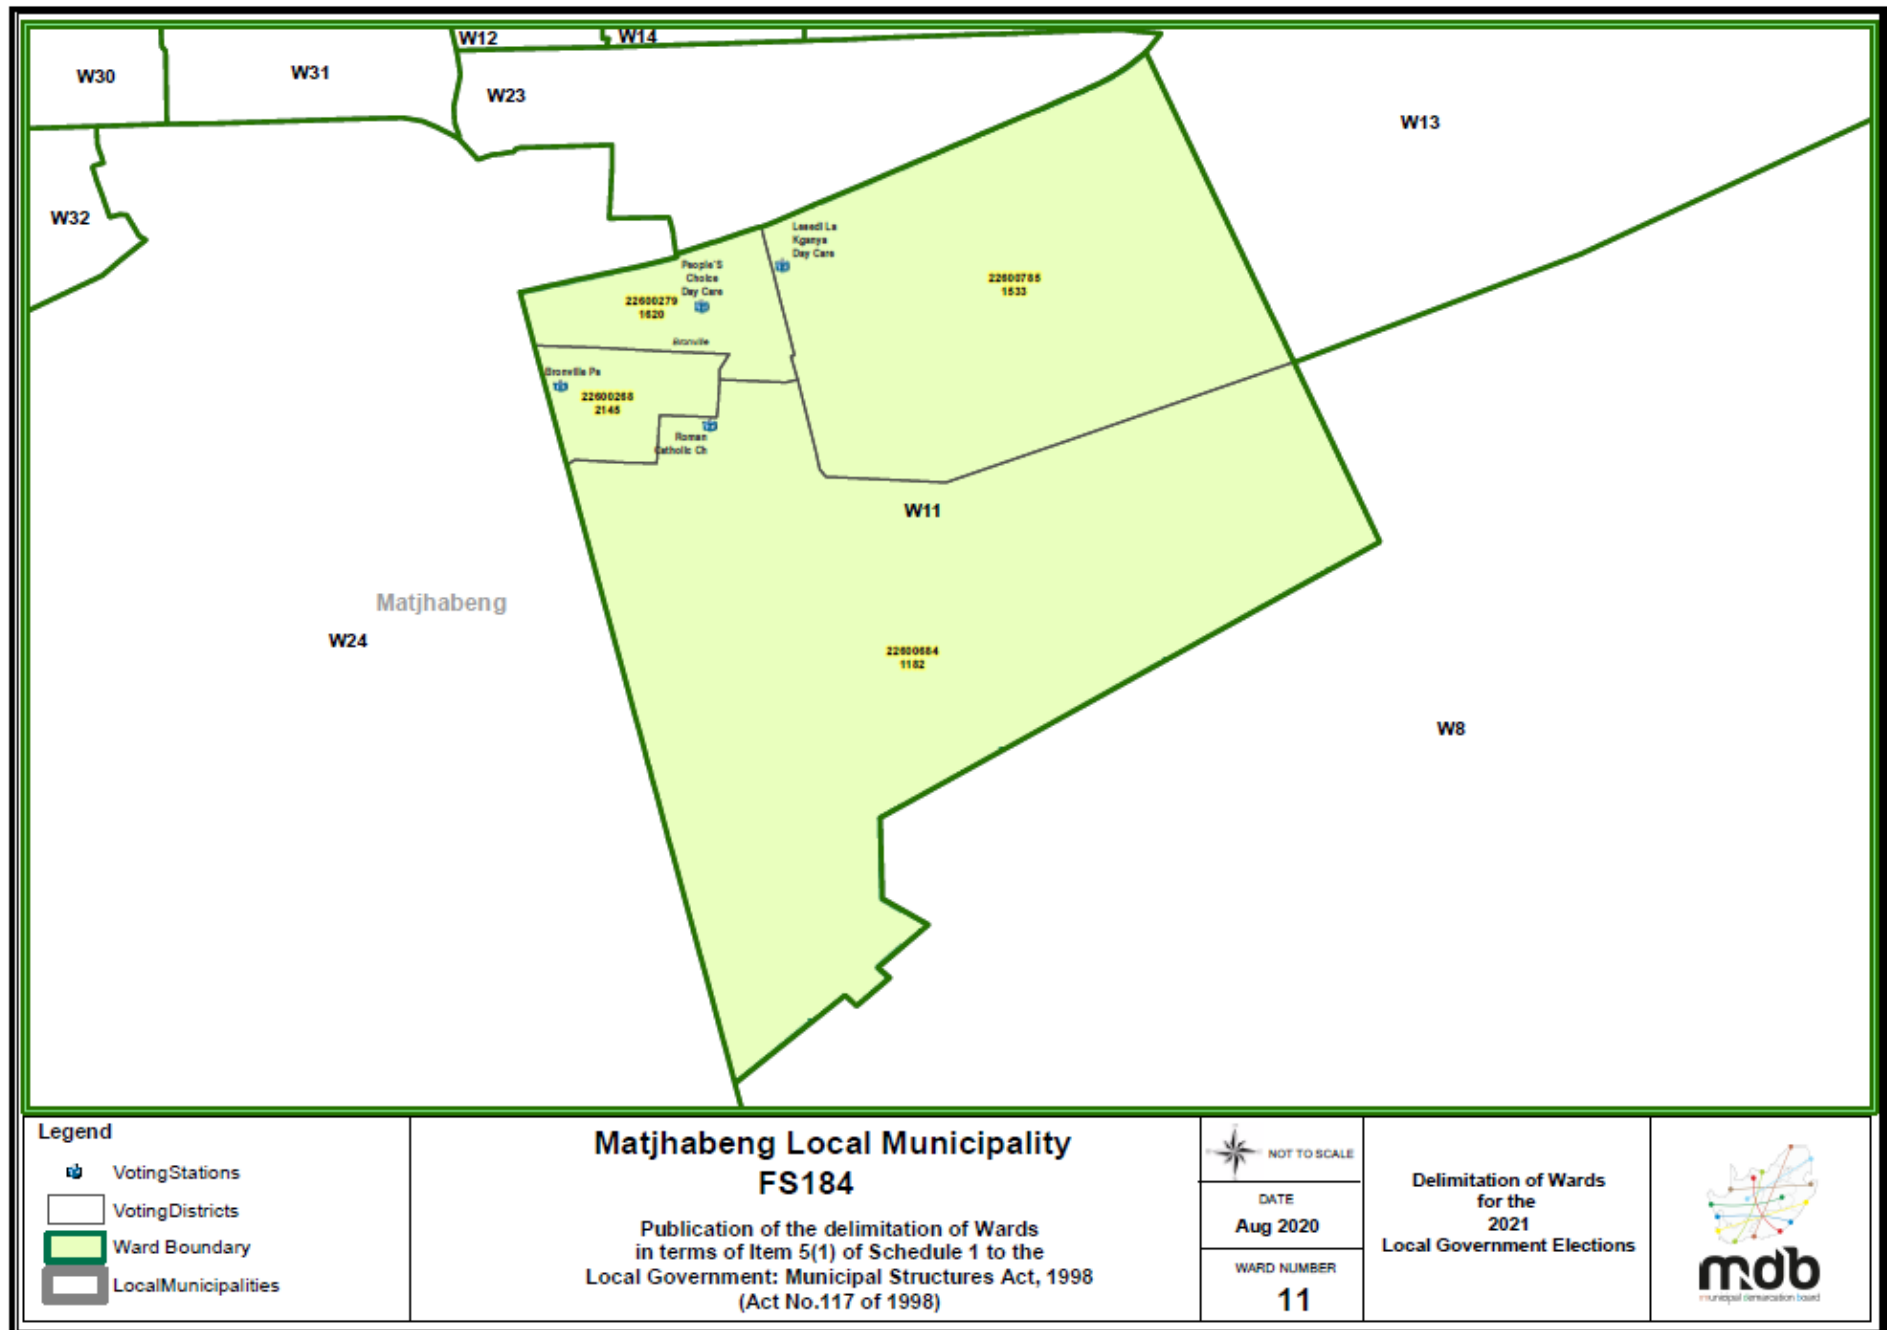 W12
W14
W30
W31
W23
W13
W32
Lesedi La
Kganya
Day Care
People'S
Choice
Day Care
22600279
1620
22600785
1533
Bronville
Bronville Ps
22600268
2145
Roman
Catholic Ch
W11
Matjhabeng
W24
22600684
1182
W8
Legend
VotingStations
VotingDistricts
Ward Boundary
LocalMunicipalities
Matjhabeng Local Municipality
FS184
Publication of the delimitation of Wards
in terms of Item 5(1) of Schedule 1 to the
Local Government: Municipal Structures Act, 1998
(Act No.117 of 1998)
NOT TO SCALE
DATE
Aug 2020
WARD NUMBER
11
Delimitation of Wards
for the
2021
Local Government Elections
mdb
municipal demarcation board